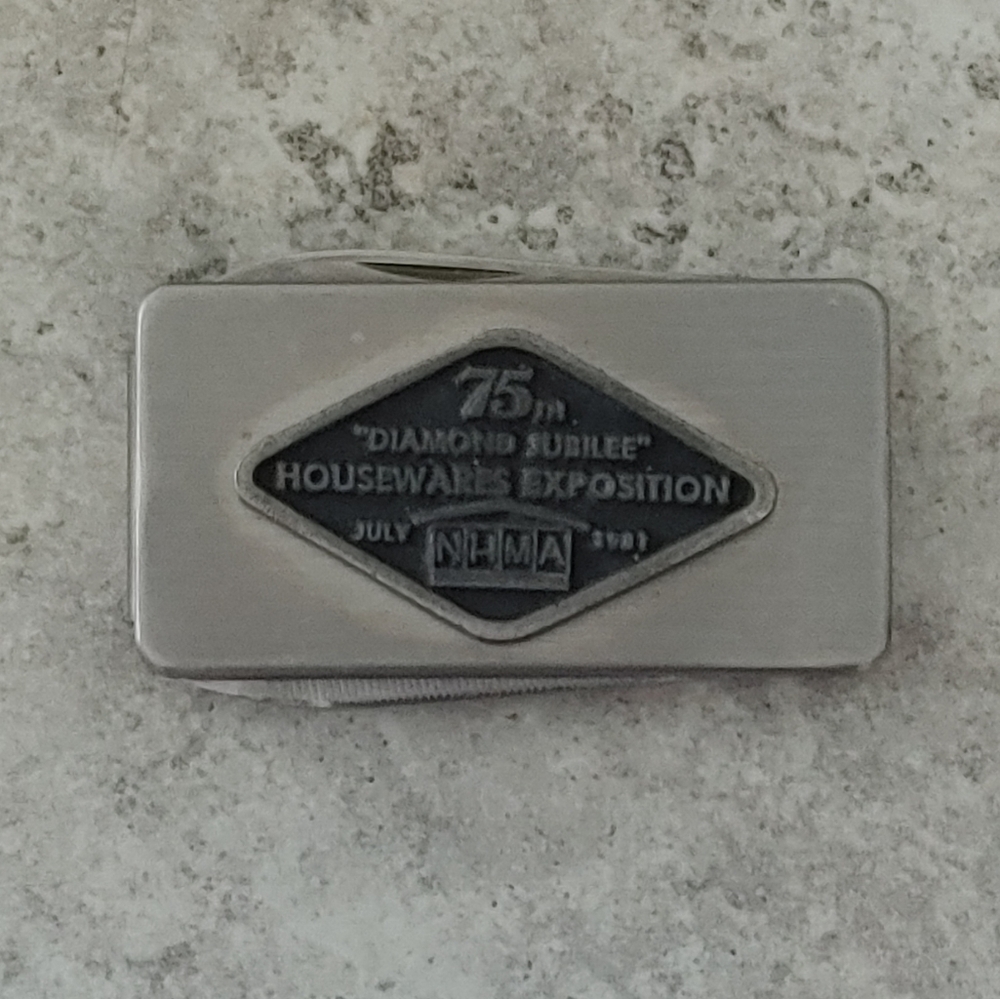 75th
"DIAMOND JUBILEE"
HOUSEWARES EXPOSITION
JULY NHMA 1981